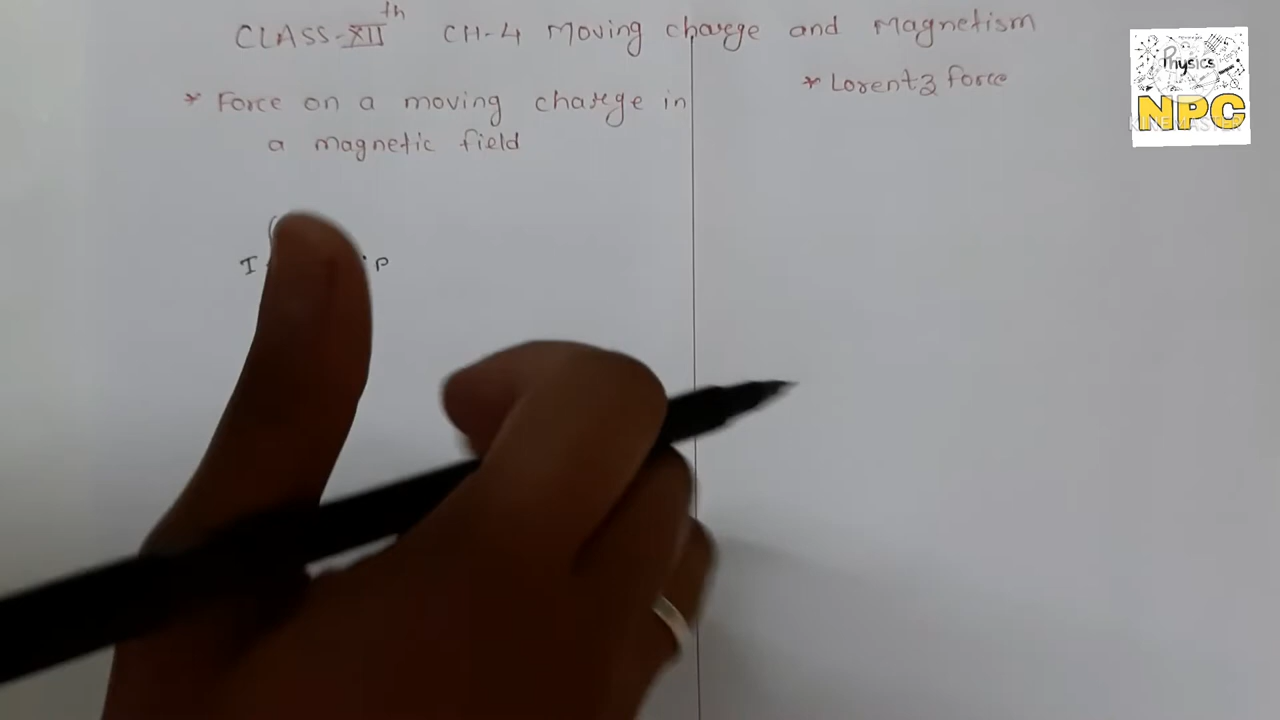 CLASS-XIIth CH-4 Moving charge and Magnetism
* Force on a moving charge in
a magnetic field
* Lorentz force
I
P
Physics
NPC